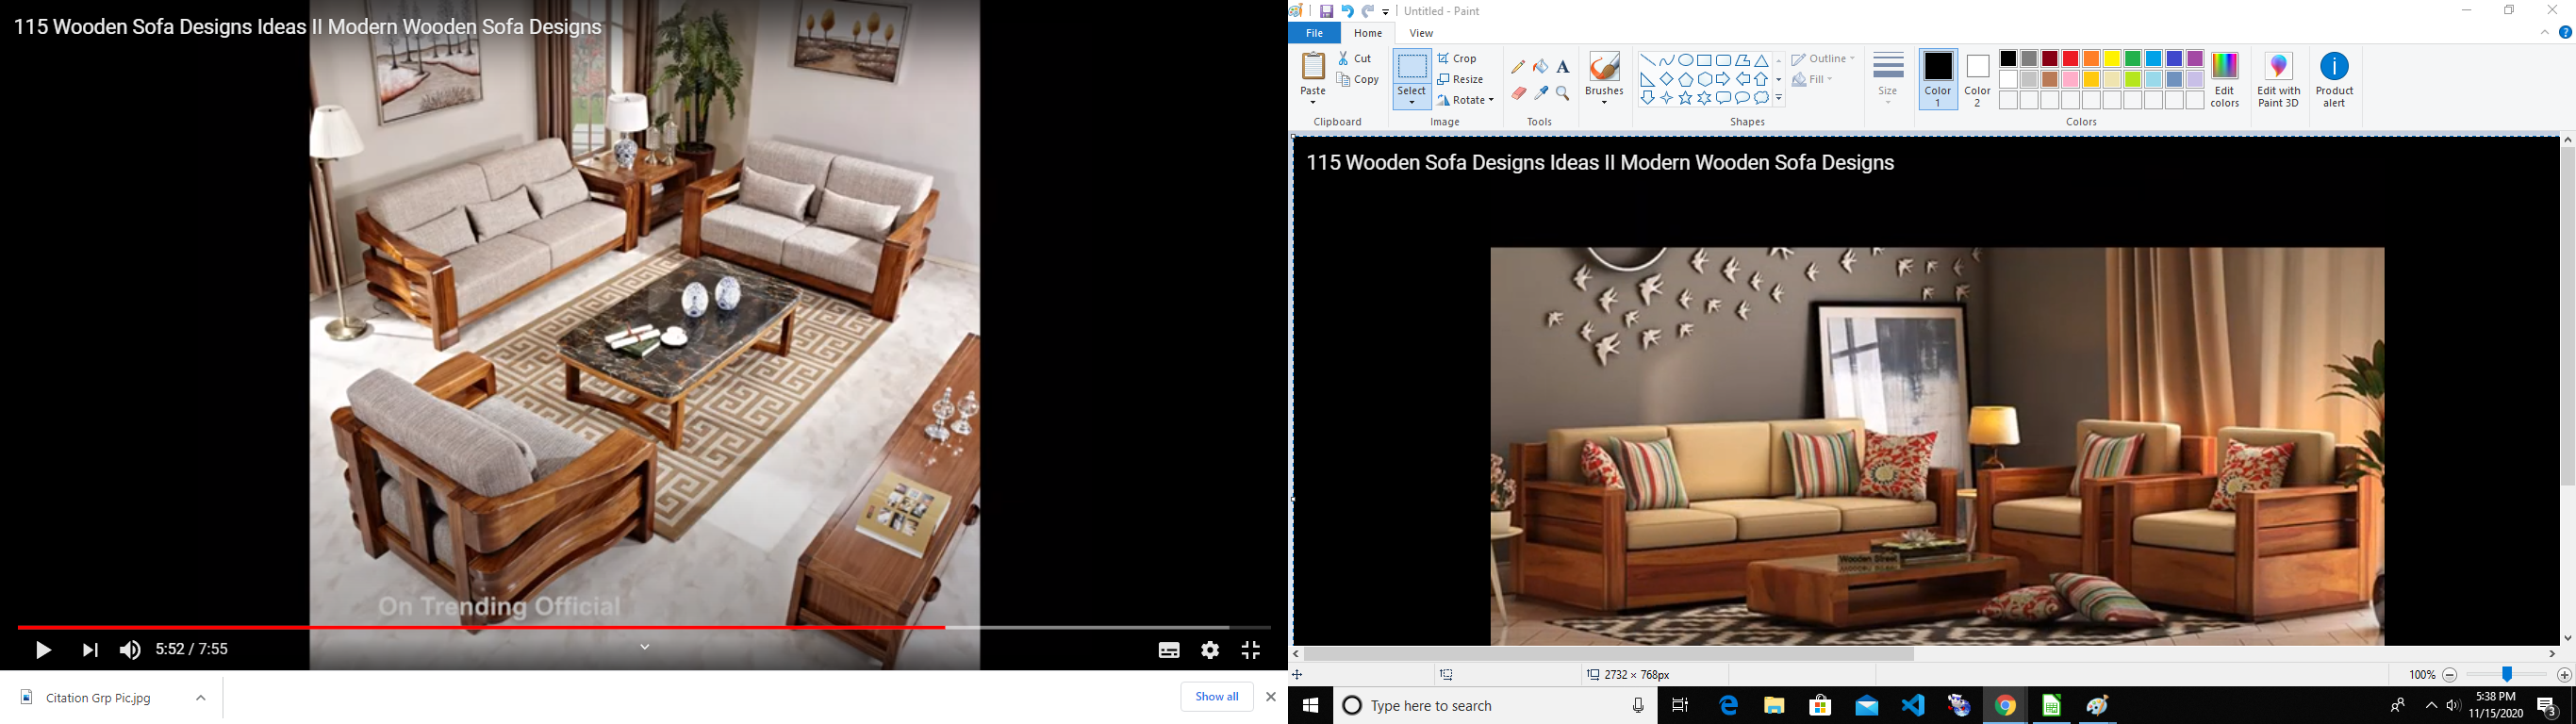 115 Wooden Sofa Designs Ideas II Modern Wooden Sofa Designs
On Trending Official
5:52 / 7:55
Citation Grp Pic.jpg
Show all
Untitled - Paint
File
Home
View
Paste
Cut
Copy
Clipboard
Select
Crop
Resize
Rotate
Image
A
Tools
Brushes
Shapes
Outline
Fill
Size
Color 1
Color 2
Edit colors
Edit with Paint 3D
Product alert
Colors
115 Wooden Sofa Designs Ideas II Modern Wooden Sofa Designs
Wooden Street
2732 × 768px
100%
Type here to search
5:38 PM
11/15/2020
3